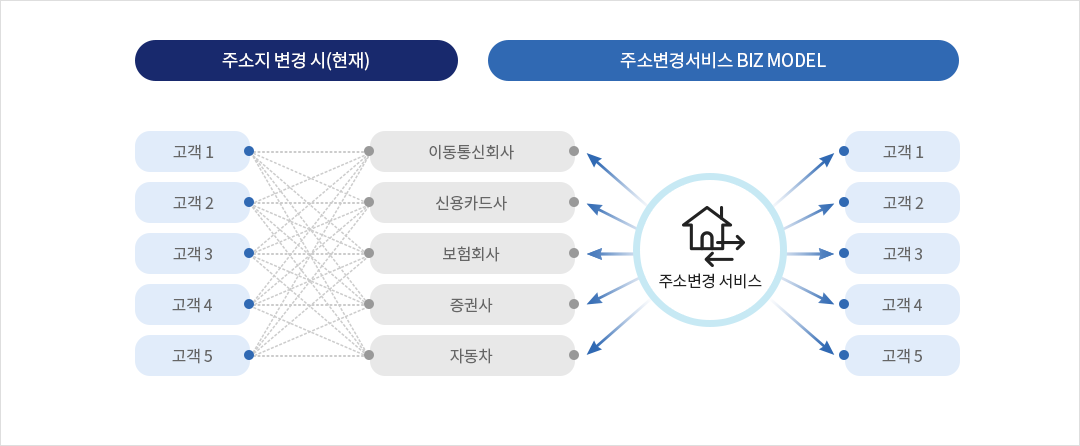 주소지 변경 시(현재)
주소변경서비스 BIZ MODEL
고객 1
고객 2
고객 3
고객 4
고객 5
이동통신회사
신용카드사
보험회사
증권사
자동차
주소변경 서비스
고객 1
고객 2
고객 3
고객 4
고객 5